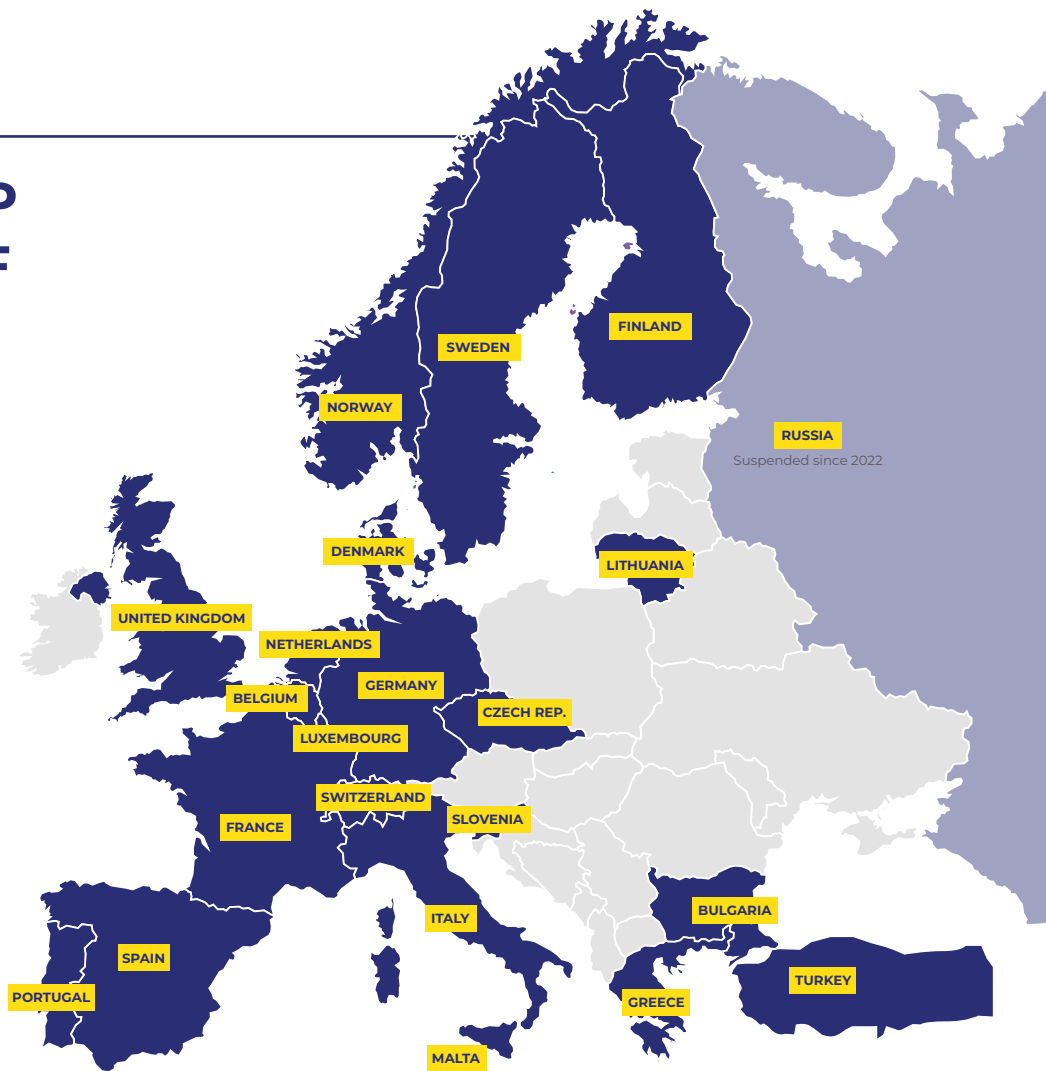 P
FINLAND
SWEDEN
NORWAY
RUSSIA
Suspended since 2022
DENMARK
LITHUANIA
UNITED KINGDOM
NETHERLANDS
GERMANY
BELGIUM
CZECH REP.
LUXEMBOURG
SWITZERLAND
SLOVENIA
FRANCE
BULGARIA
ITALY
SPAIN
TURKEY
PORTUGAL
GREECE
MALTA